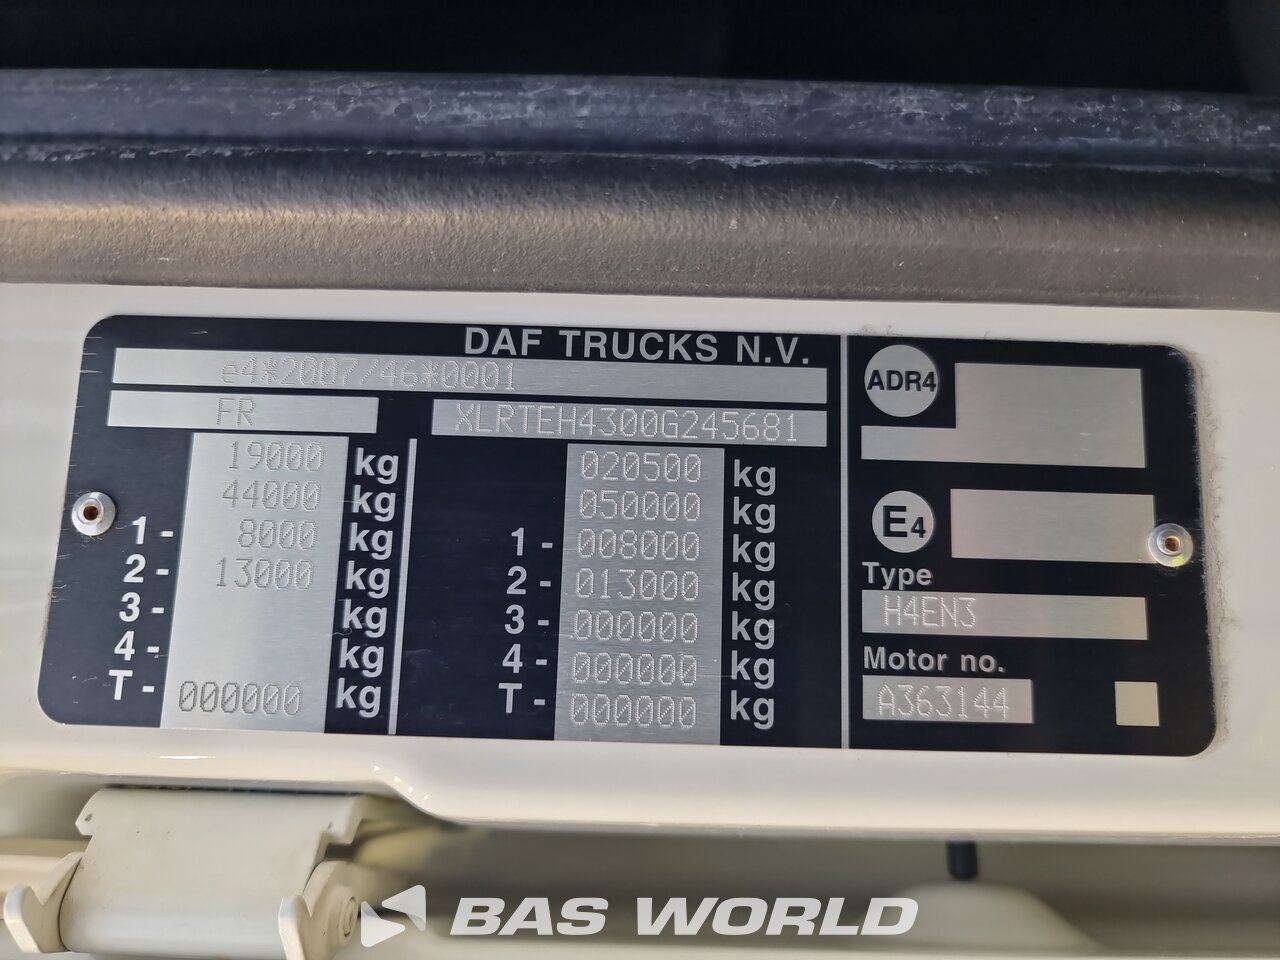 DAF TRUCKS N.V.
e4*2007/46*0001
FR
XLRTEH4300G245681
19000 kg
44000 kg
1- 8000 kg
2- 13000 kg
3- kg
4- kg
T- 000000 kg
020500 kg
050000 kg
1- 008000 kg
2- 013000 kg
3- 000000 kg
4- 000000 kg
T- 000000 kg
ADR4
E4
Type
H4EN3
Motor no.
A363144
BAS WORLD